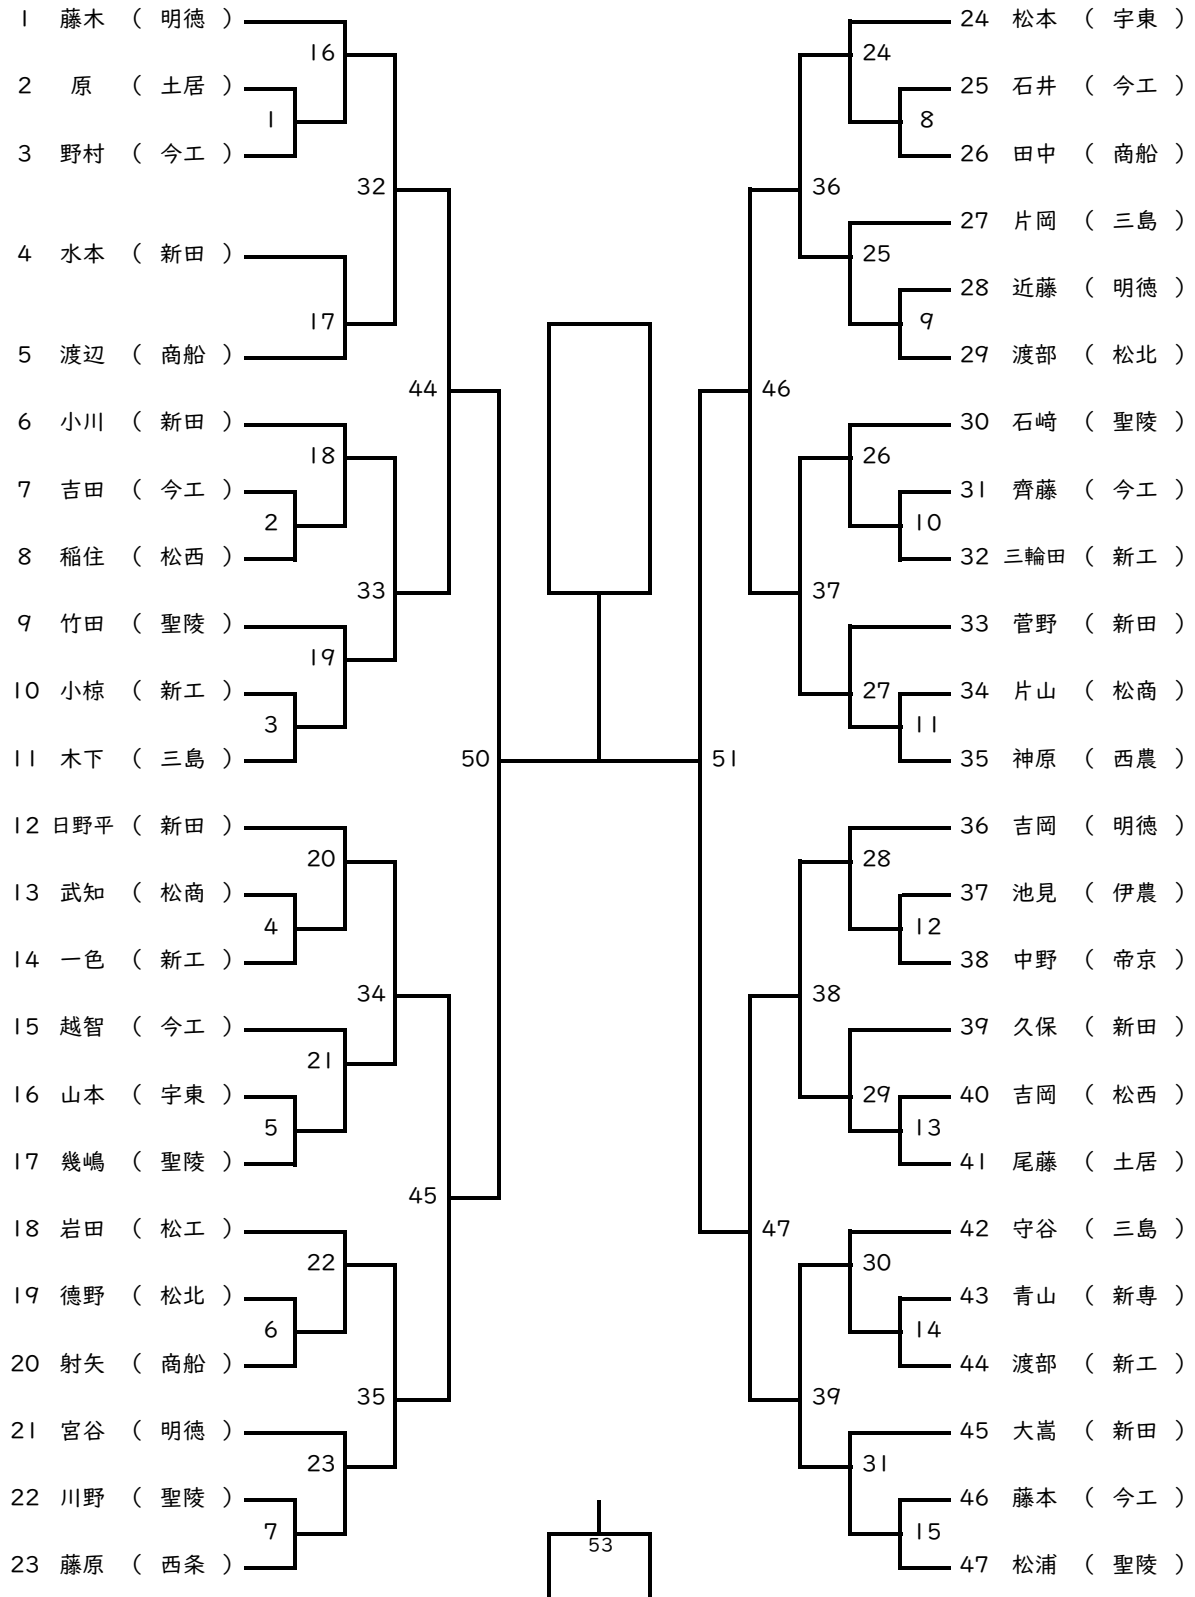 1 藤木 ( 明徳 )
16
2 原 ( 土居 )
1
3 野村 ( 今工 )
32
4 水本 ( 新田 )
17
5 渡辺 ( 商船 )
44
6 小川 ( 新田 )
18
7 吉田 ( 今工 )
2
8 稲住 ( 松西 )
33
9 竹田 ( 聖陵 )
19
10 小椋 ( 新工 )
3
11 木下 ( 三島 )
50
12 日野平 ( 新田 )
20
13 武知 ( 松商 )
4
14 一色 ( 新工 )
34
15 越智 ( 今工 )
21
16 山本 ( 宇東 )
5
17 幾嶋 ( 聖陵 )
45
18 岩田 ( 松工 )
22
19 德野 ( 松北 )
6
20 射矢 ( 商船 )
35
21 宮谷 ( 明徳 )
23
22 川野 ( 聖陵 )
7
23 藤原 ( 西条 )
53
24 松本 ( 宇東 )
24
25 石井 ( 今工 )
8
26 田中 ( 商船 )
36
27 片岡 ( 三島 )
25
28 近藤 ( 明徳 )
9
29 渡部 ( 松北 )
46
30 石﨑 ( 聖陵 )
26
31 齊藤 ( 今工 )
10
32 三輪田 ( 新工 )
37
33 菅野 ( 新田 )
27
34 片山 ( 松商 )
11
35 神原 ( 西農 )
51
36 吉岡 ( 明徳 )
28
37 池見 ( 伊農 )
12
38 中野 ( 帝京 )
38
39 久保 ( 新田 )
29
40 吉岡 ( 松西 )
13
41 尾藤 ( 土居 )
47
42 守谷 ( 三島 )
30
43 青山 ( 新専 )
14
44 渡部 ( 新工 )
39
45 大嵩 ( 新田 )
31
46 藤本 ( 今工 )
15
47 松浦 ( 聖陵 )